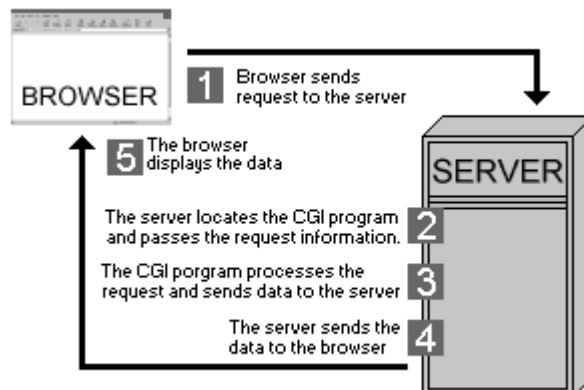 BROWSER
1
Browser sends
request to the server
5
The browser
displays the data
SERVER
The server locates the CGI program
and passes the request information.
2
The CGI porgram processes the
request and sends data to the server
3
The server sends the
data to the browser
4